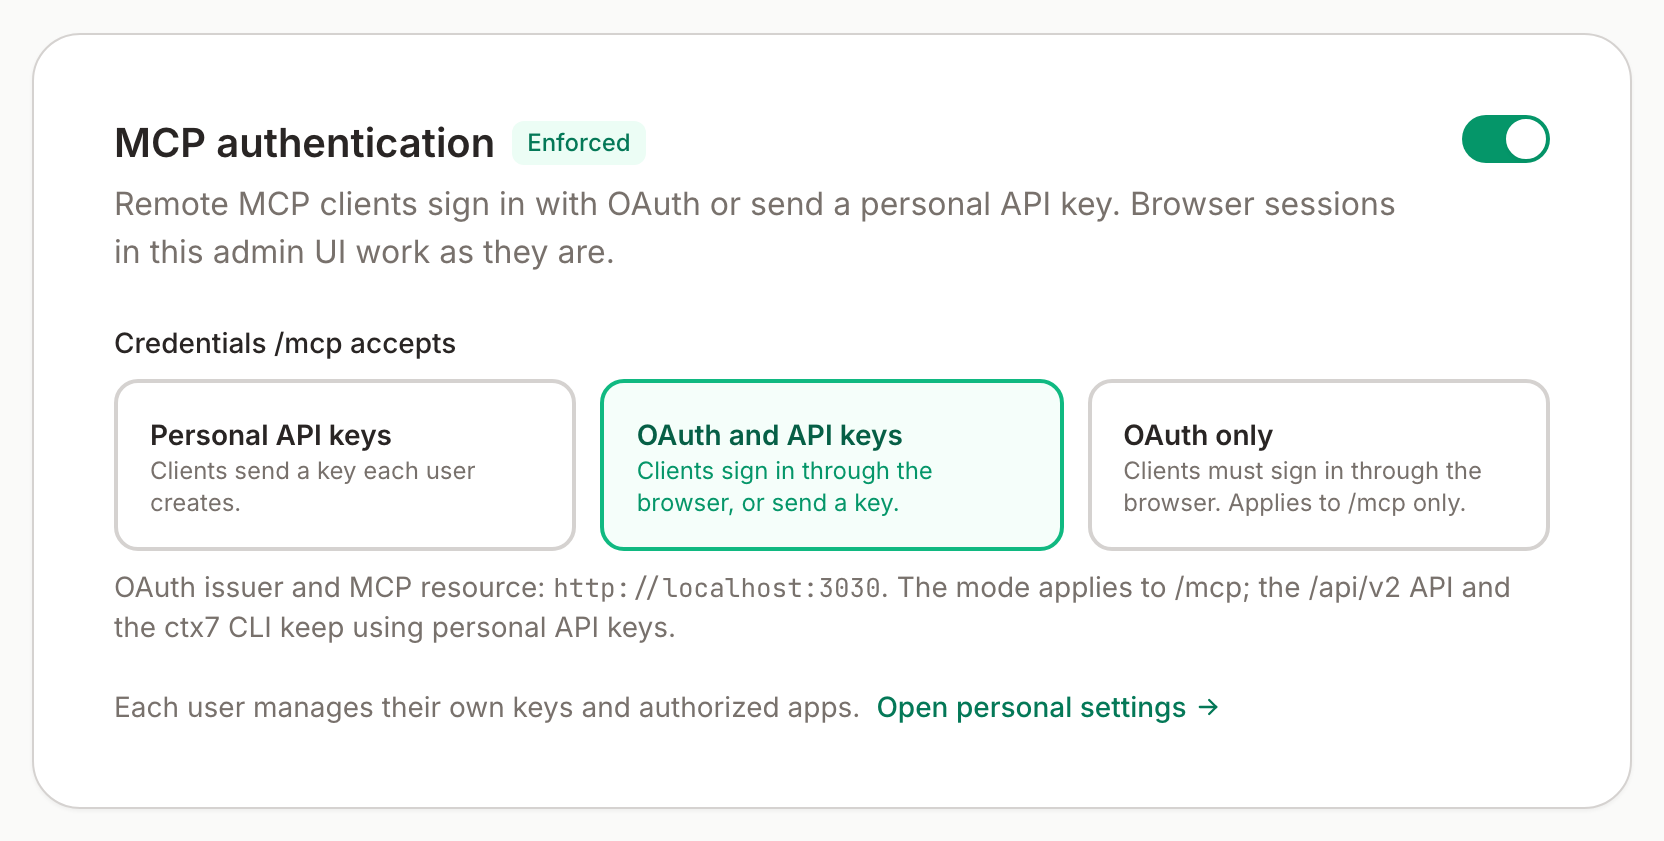 MCP authentication Enforced
Remote MCP clients sign in with OAuth or send a personal API key. Browser sessions
in this admin UI work as they are.
Credentials /mcp accepts
Personal API keys
Clients send a key each user
creates.
OAuth and API keys
Clients sign in through the
browser, or send a key.
OAuth only
Clients must sign in through the
browser. Applies to /mcp only.
OAuth issuer and MCP resource: http://localhost:3030. The mode applies to /mcp; the /api/v2 API and
the ctx7 CLI keep using personal API keys.
Each user manages their own keys and authorized apps. Open personal settings →